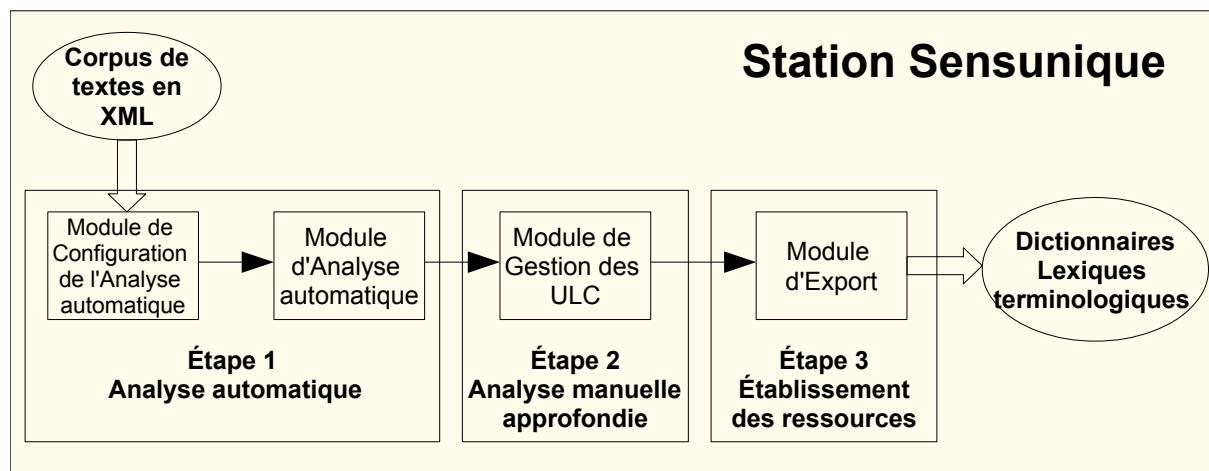 Station Sensunique
Corpus de
textes en
XML
Module de
Configuration
de l'Analyse
automatique
Module
d'Analyse
automatique
Étape 1
Analyse automatique
Module de
Gestion des
ULC
Étape 2
Analyse manuelle
approfondie
Module
d'Export
Étape 3
Établissement
des ressources
Dictionnaires
Lexiques
terminologiques